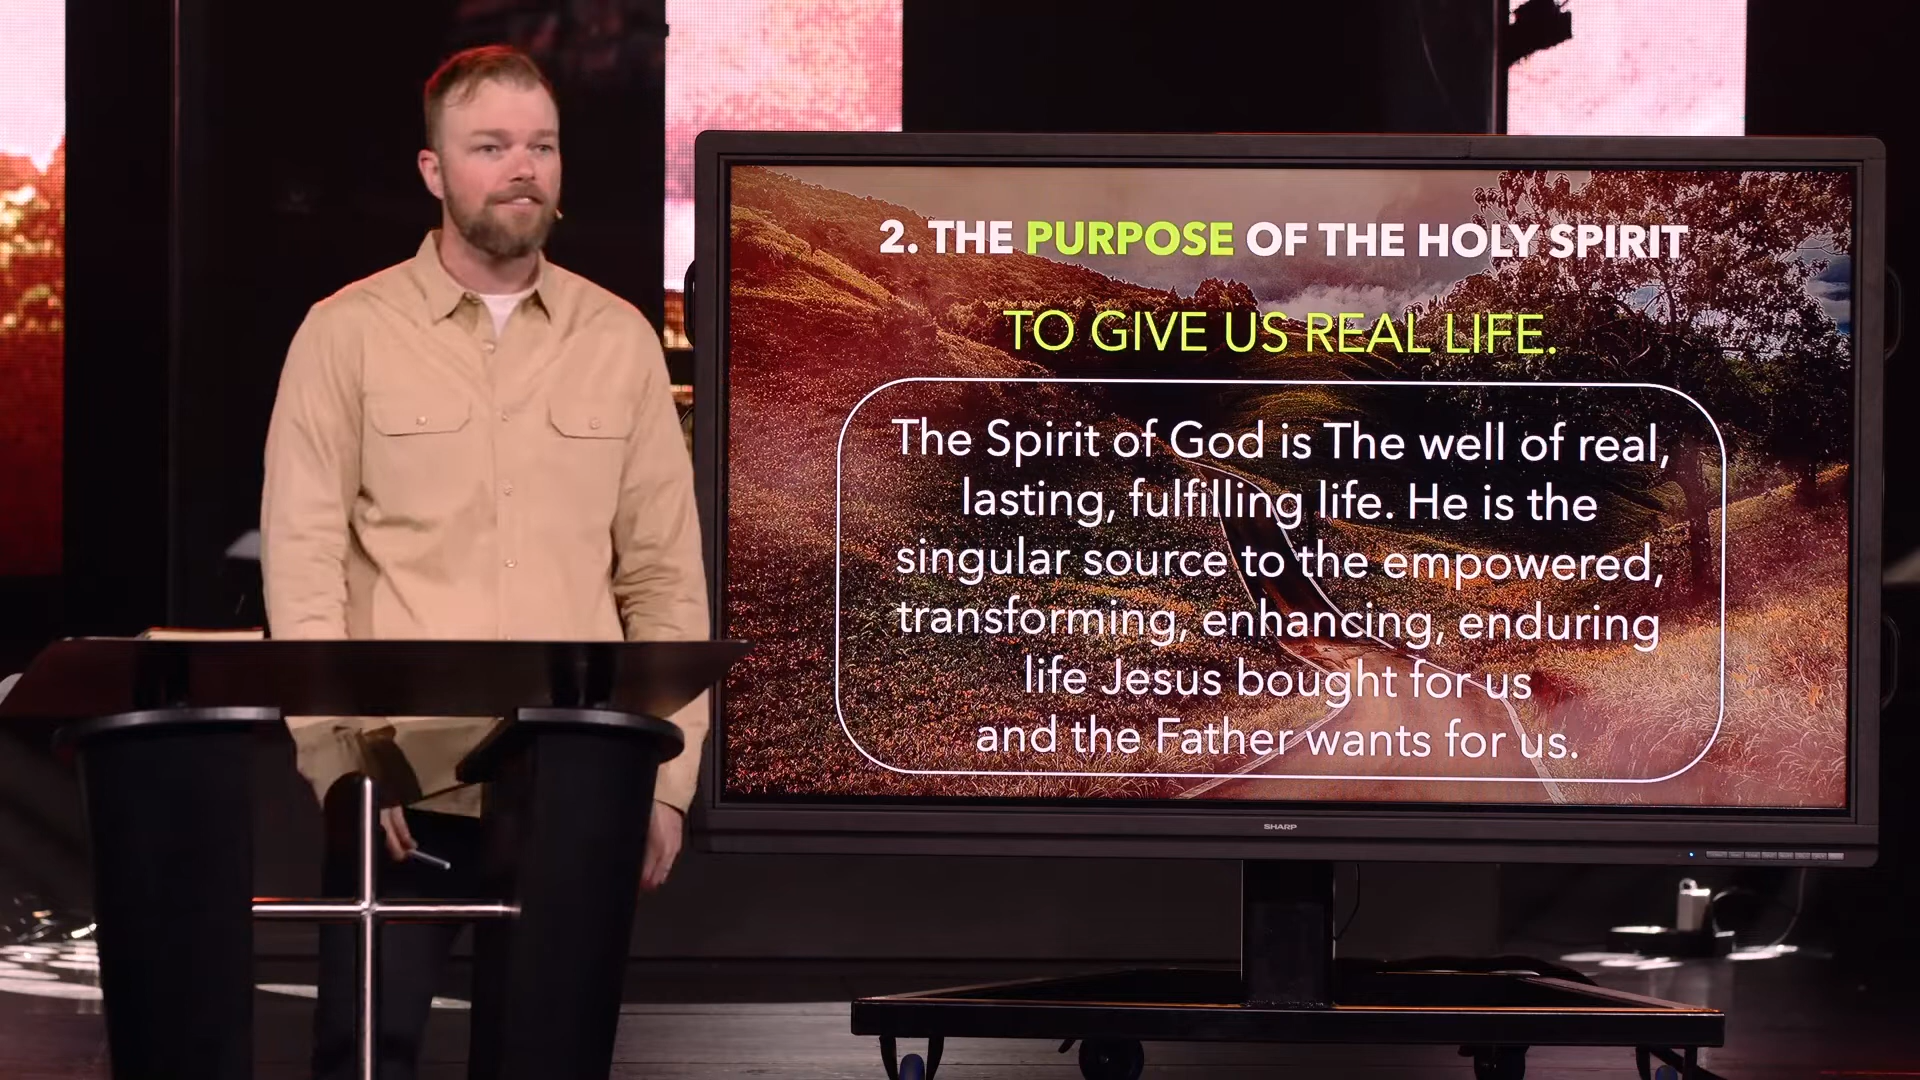 2. THE PURPOSE OF THE HOLY SPIRIT
TO GIVE US REAL LIFE.
The Spirit of God is The well of real,
lasting, fulfilling life. He is the
singular source to the empowered,
transforming, enhancing, enduring
life Jesus bought for us
and the Father wants for us.
SHARP